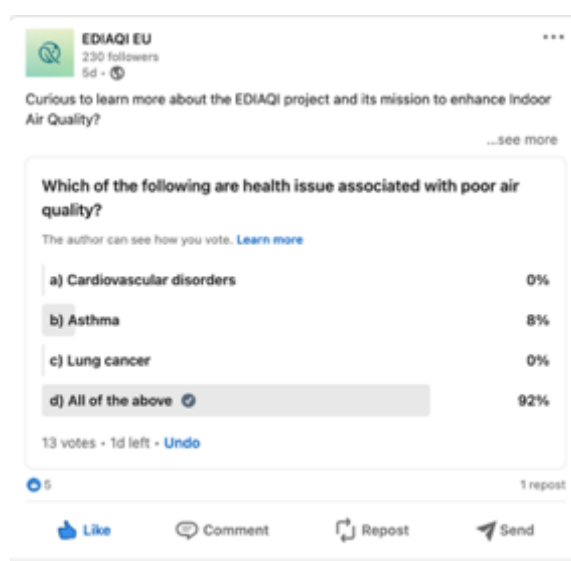 EDIAQI EU
230 followers
5d •
Curious to learn more about the EDIAQI project and its mission to enhance Indoor
Air Quality?
...see more
Which of the following are health issue associated with poor air
quality?
The author can see how you vote. Learn more
a) Cardiovascular disorders 0%
b) Asthma 8%
c) Lung cancer 0%
d) All of the above 92%
13 votes • 1d left • Undo
5 1 repost
Like Comment Repost Send